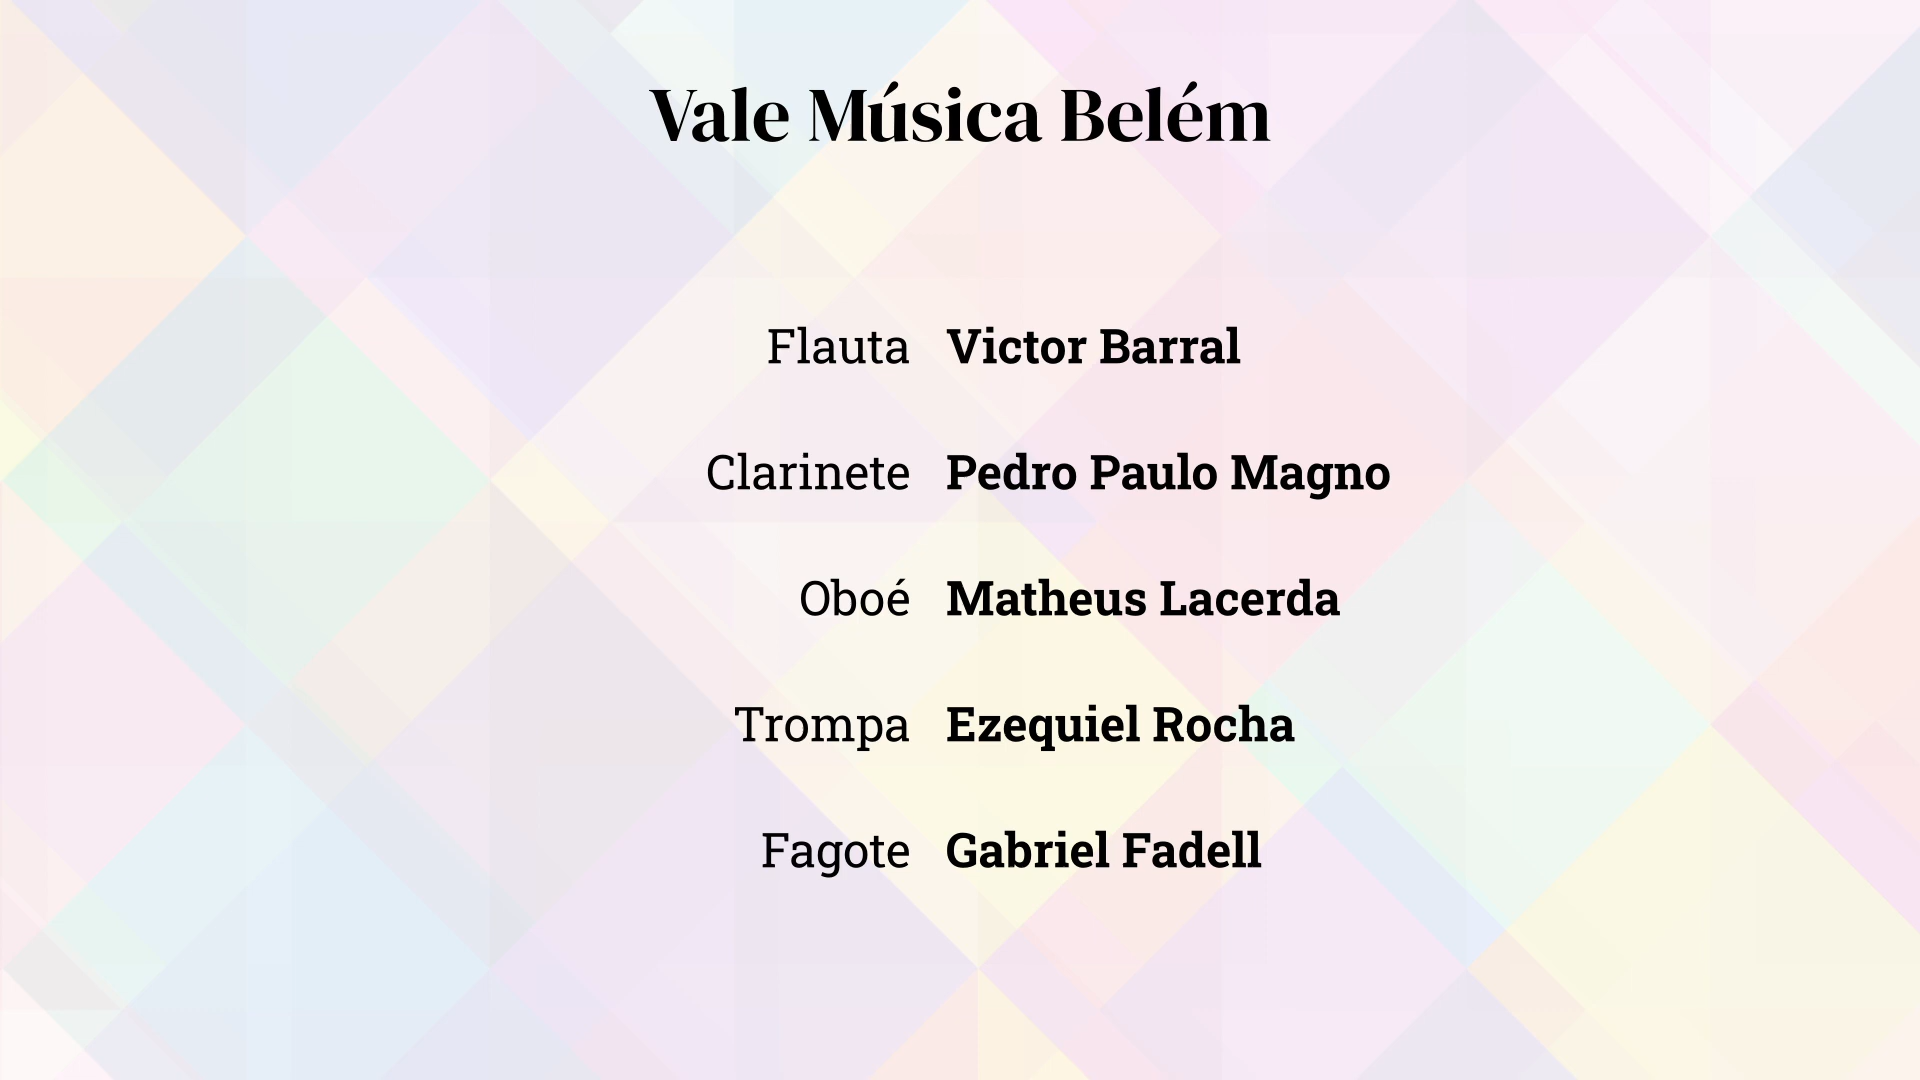 Vale Música Belém
Flauta Victor Barral
Clarinete Pedro Paulo Magno
Oboé Matheus Lacerda
Trompa Ezequiel Rocha
Fagote Gabriel Fadell